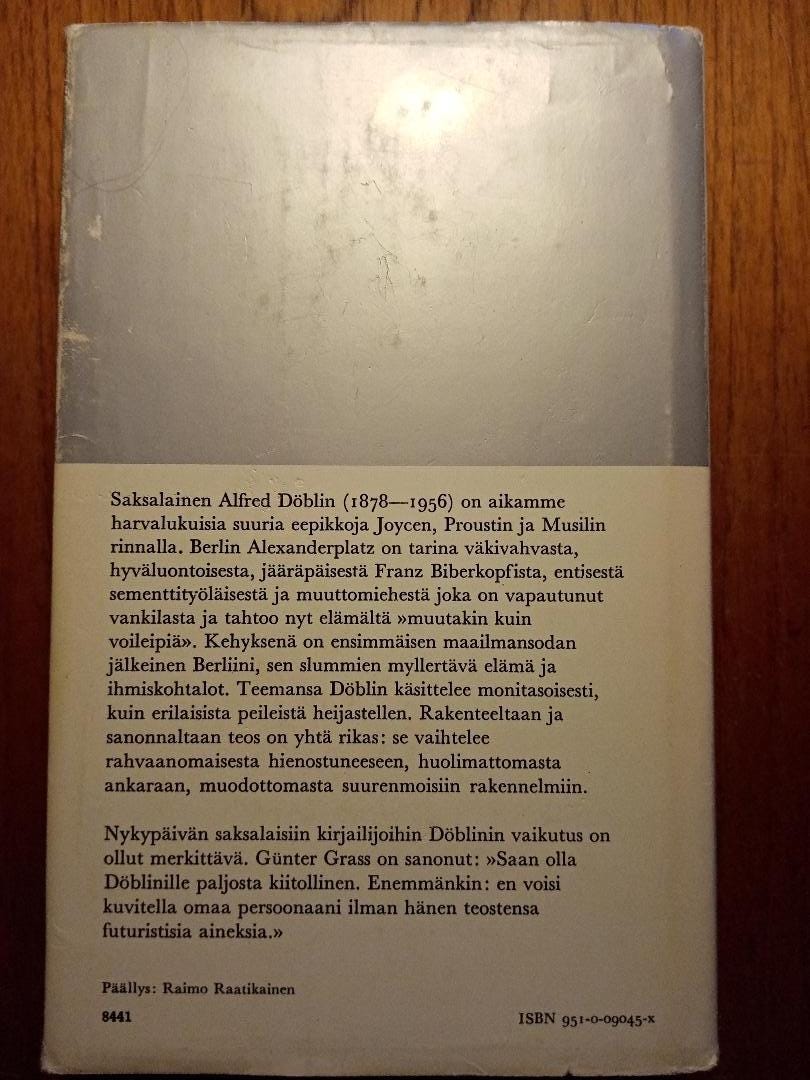 Saksalainen Alfred Döblin (1878—1956) on aikamme
harvalukuisia suuria eepikkoja Joycen, Proustin ja Musilin
rinnalla. Berlin Alexanderplatz on tarina väkivahvasta,
hyväluontoisesta, jääräpäisestä Franz Biberkopfista, entisestä
sementtityöläisestä ja muuttomiehestä joka on vapautunut
vankilasta ja tahtoo nyt elämältä »muutakin kuin
voileipiä». Kehyksenä on ensimmäisen maailmansodan
jälkeinen Berliini, sen slummien myllertävä elämä ja
ihmiskohtalot. Teemansa Döblin käsittelee monitasoisesti,
kuin erilaisista peileistä heijastellen. Rakenteeltaan ja
sanonnaltaan teos on yhtä rikas: se vaihtelee
rahvaanomaisesta hienostuneeseen, huolimattomasta
ankaraan, muodottomasta suurenmoisiin rakennelmiin.
Nykypäivän saksalaisiin kirjailijoihin Döblinin vaikutus on
ollut merkittävä. Günter Grass on sanonut: »Saan olla
Döblinille paljosta kiitollinen. Enemmänkin: en voisi
kuvitella omaa persoonaani ilman hänen teostensa
futuristisia aineksia.»
Päällys: Raimo Raatikainen
8441 ISBN 951-0-09045-x